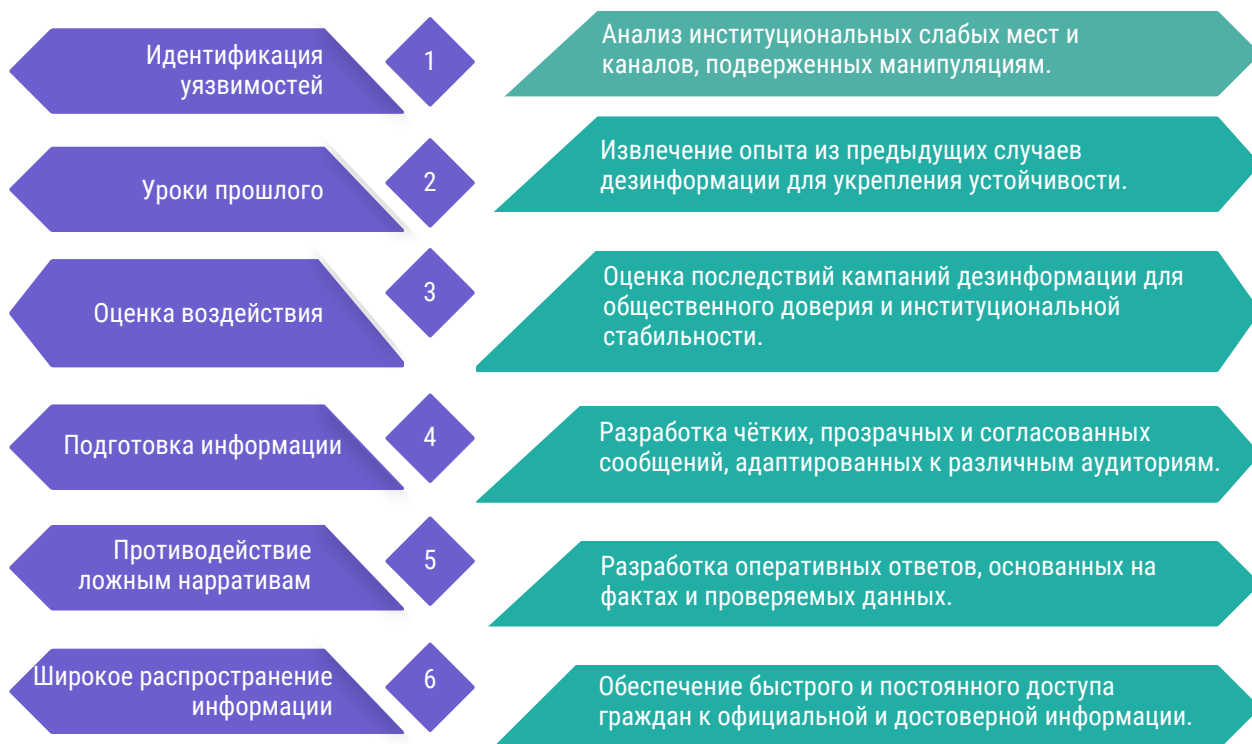 Идентификация
уязвимостей
1
Анализ институциональных слабых мест и
каналов, подверженных манипуляциям.
Уроки прошлого
2
Извлечение опыта из предыдущих случаев
дезинформации для укрепления устойчивости.
Оценка воздействия
3
Оценка последствий кампаний дезинформации для
общественного доверия и институциональной
стабильности.
Подготовка информации
4
Разработка чётких, прозрачных и согласованных
сообщений, адаптированных к различным аудиториям.
Противодействие
ложным нарративам
5
Разработка оперативных ответов, основанных на
фактах и проверяемых данных.
Широкое распространение
информации
6
Обеспечение быстрого и постоянного доступа
граждан к официальной и достоверной информации.